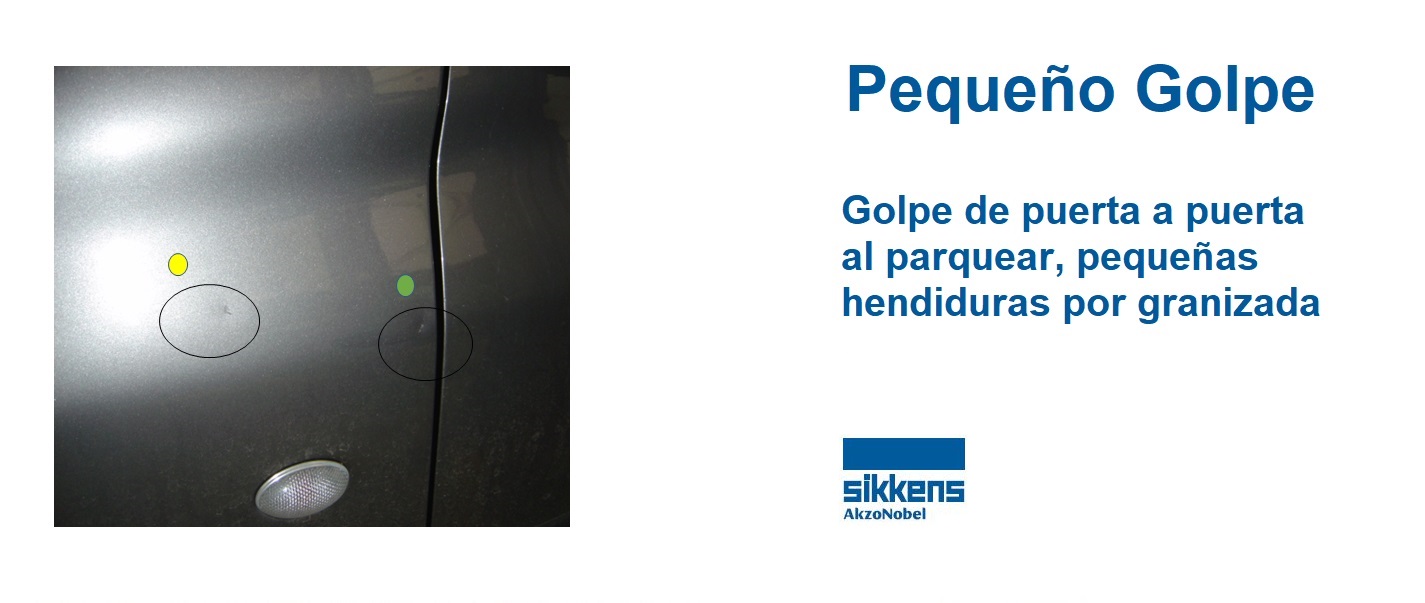 Pequeño Golpe
Golpe de puerta a puerta
al parquear, pequeñas
hendiduras por granizada
sikkens
AkzoNobel